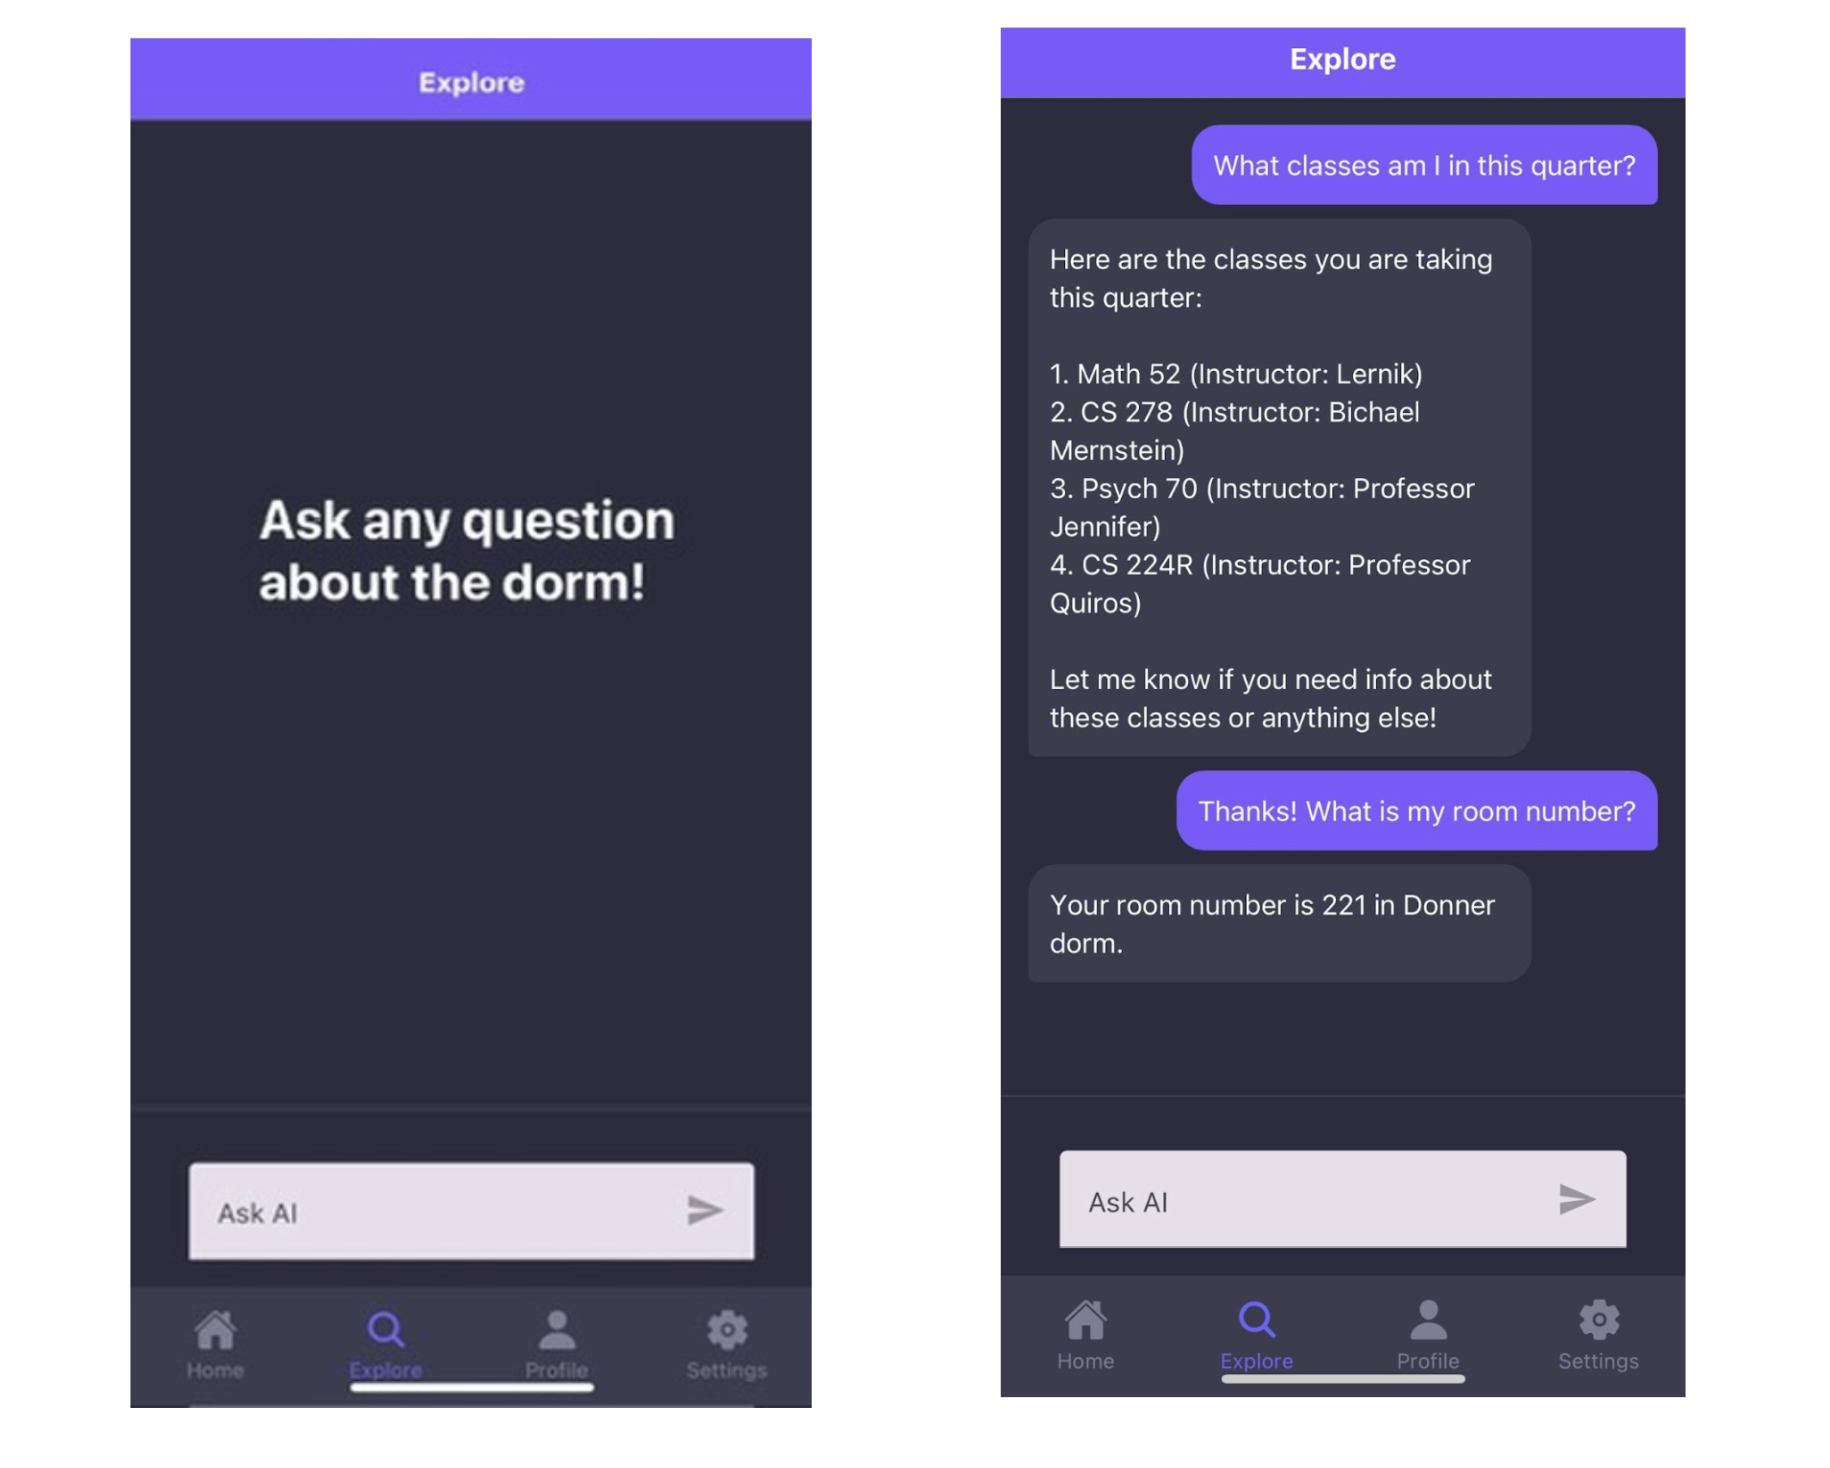 Explore
Ask any question
about the dorm!
Ask AI
Home
Explore
Profile
Settings
Explore
What classes am I in this quarter?
Here are the classes you are taking
this quarter:
1. Math 52 (Instructor: Lernik)
2. CS 278 (Instructor: Bichael
Mernstein)
3. Psych 70 (Instructor: Professor
Jennifer)
4. CS 224R (Instructor: Professor
Quiros)
Let me know if you need info about
these classes or anything else!
Thanks! What is my room number?
Your room number is 221 in Donner
dorm.
Ask AI
Home
Explore
Profile
Settings